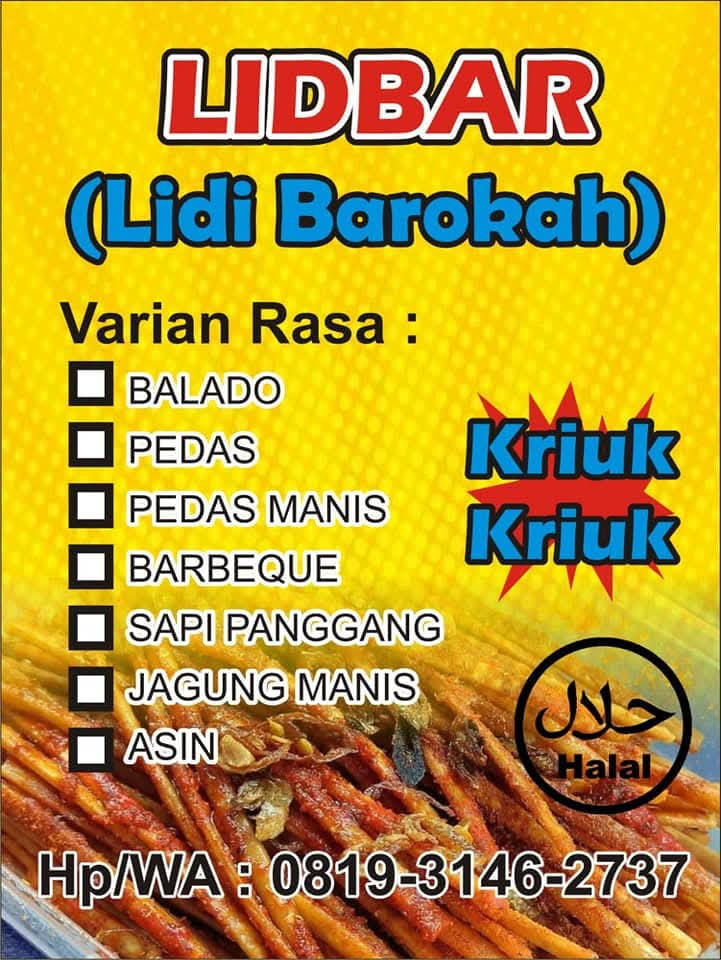 LIDBAR
(Lidi Barokah)
Varian Rasa :
BALADO
PEDAS
PEDAS MANIS
BARBEQUE
SAPI PANGGANG
JAGUNG MANIS
ASIN
Kriuk
Kriuk
حلال
Halal
Hp/WA : 0819-3146-2737